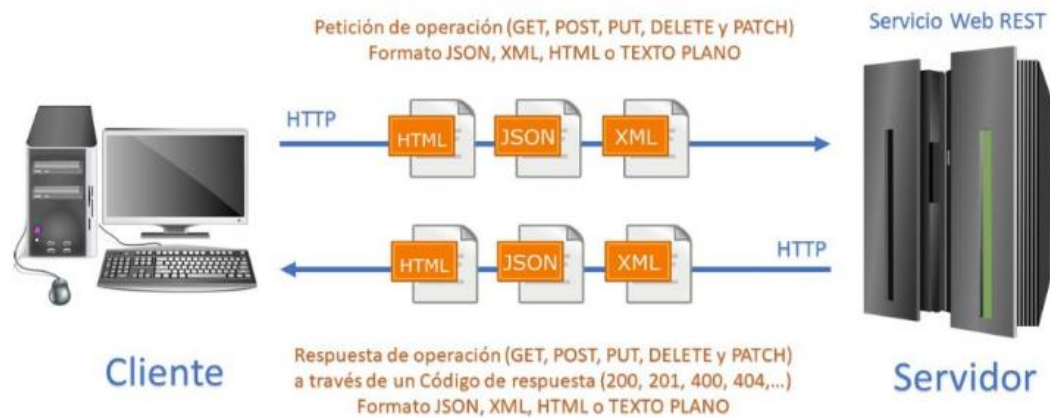 Petición de operación (GET, POST, PUT, DELETE y PATCH)
Formato JSON, XML, HTML o TEXTO PLANO
Servicio Web REST
HTTP
HTML
JSON
XML
HTML
JSON
XML
HTTP
Cliente
Respuesta de operación (GET, POST, PUT, DELETE y PATCH)
a través de un Código de respuesta (200, 201, 400, 404,...)
Formato JSON, XML, HTML o TEXTO PLANO
Servidor